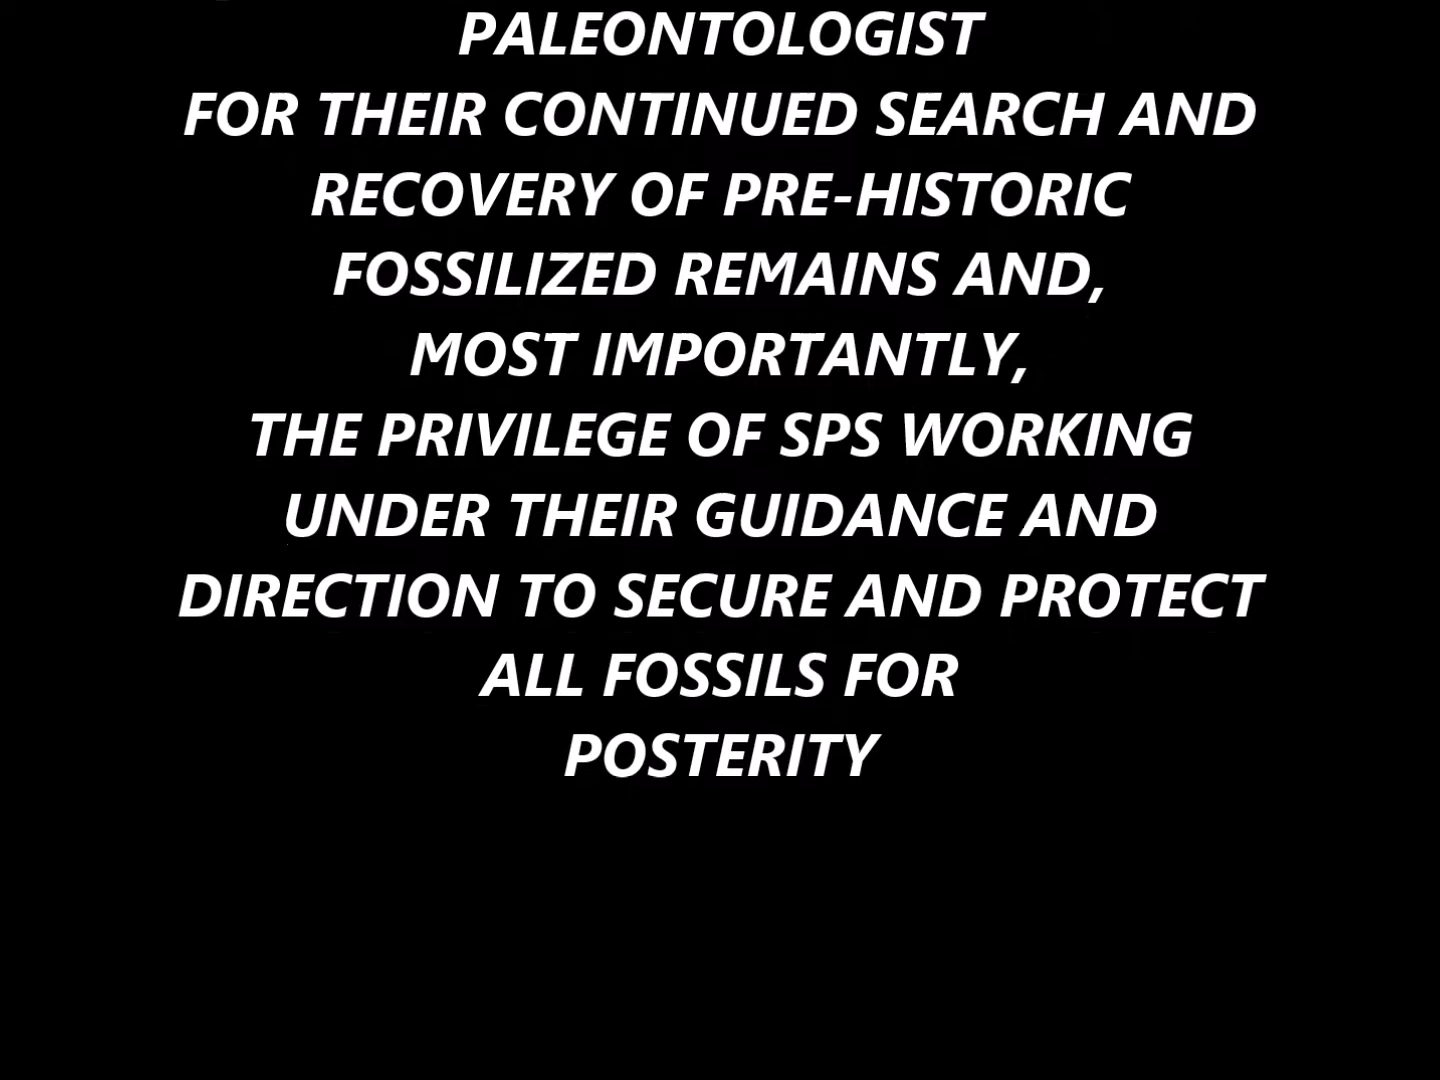 PALEONTOLOGIST
FOR THEIR CONTINUED SEARCH AND
RECOVERY OF PRE-HISTORIC
FOSSILIZED REMAINS AND,
MOST IMPORTANTLY,
THE PRIVILEGE OF SPS WORKING
UNDER THEIR GUIDANCE AND
DIRECTION TO SECURE AND PROTECT
ALL FOSSILS FOR
POSTERITY